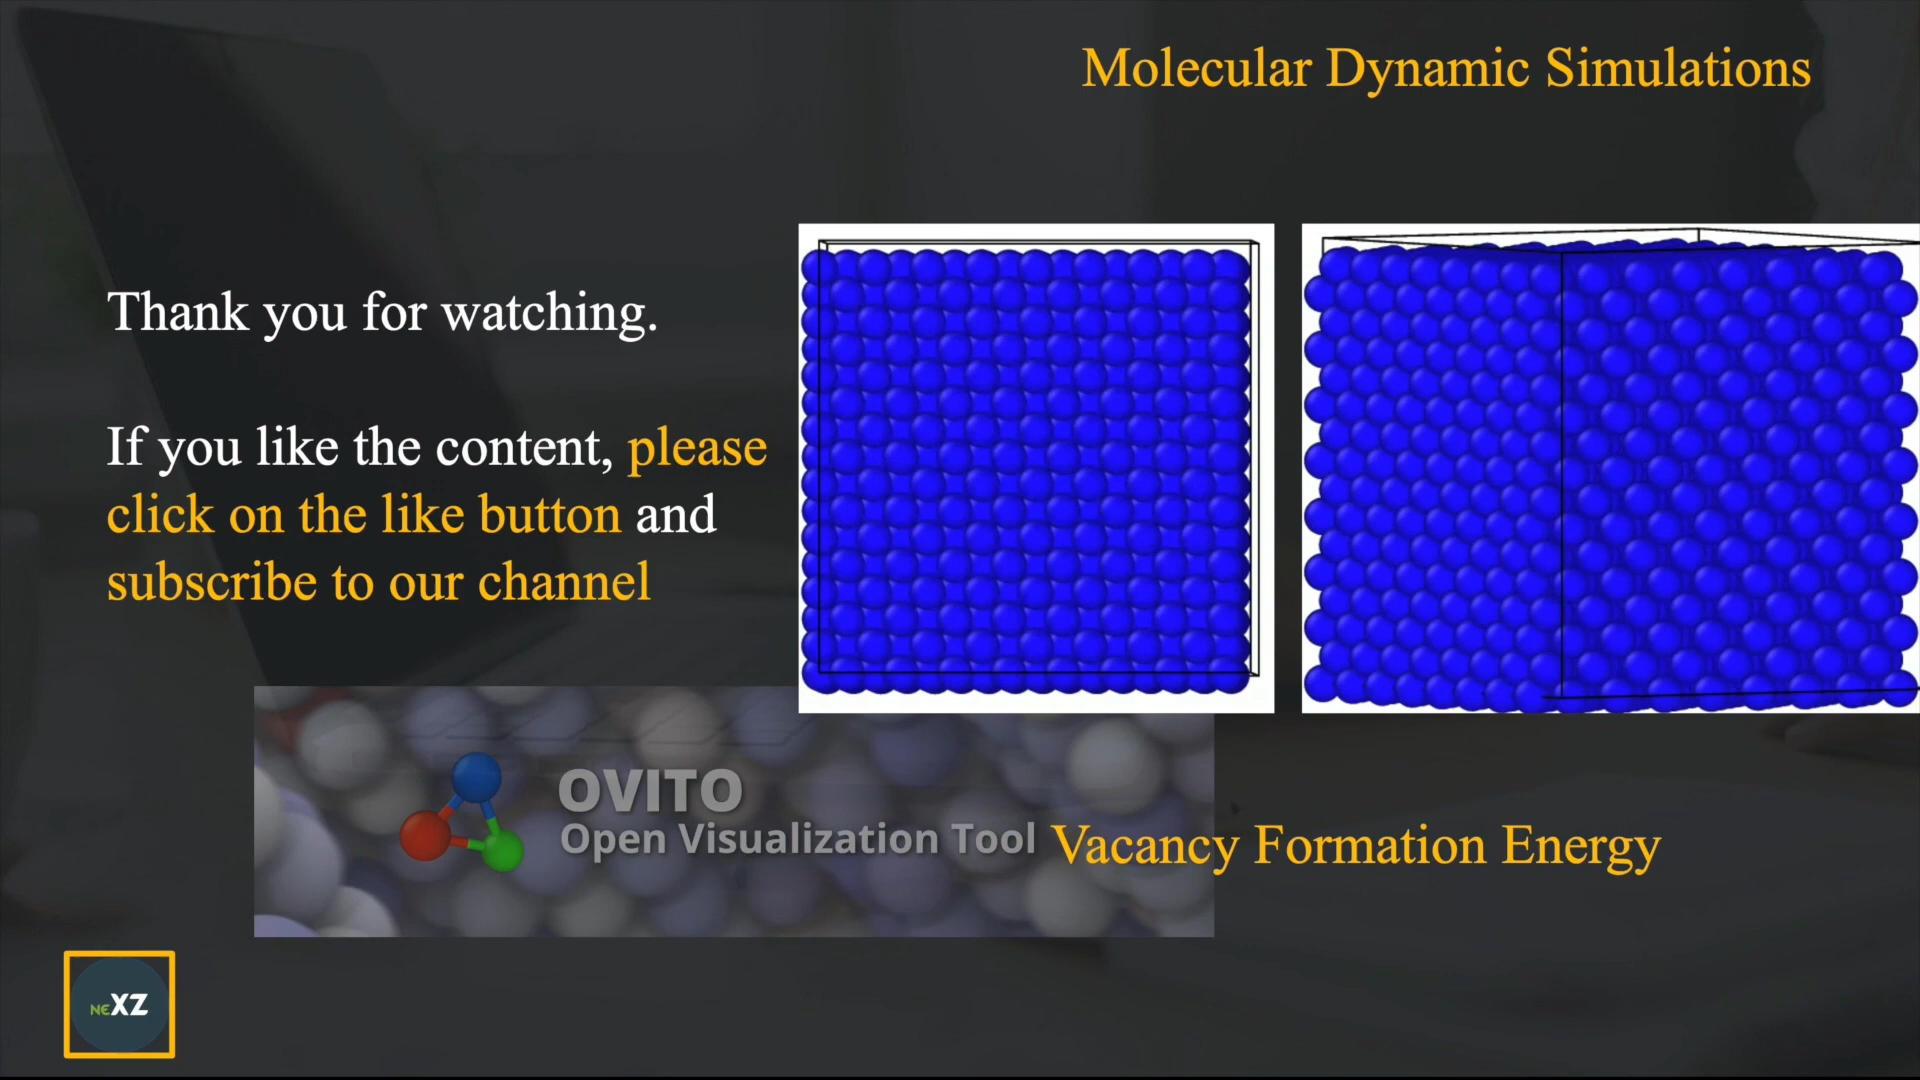 Molecular Dynamic Simulations
Thank you for watching.
If you like the content, please
click on the like button and
subscribe to our channel
OVITO
Open Visualization Tool
Vacancy Formation Energy
NEXZ